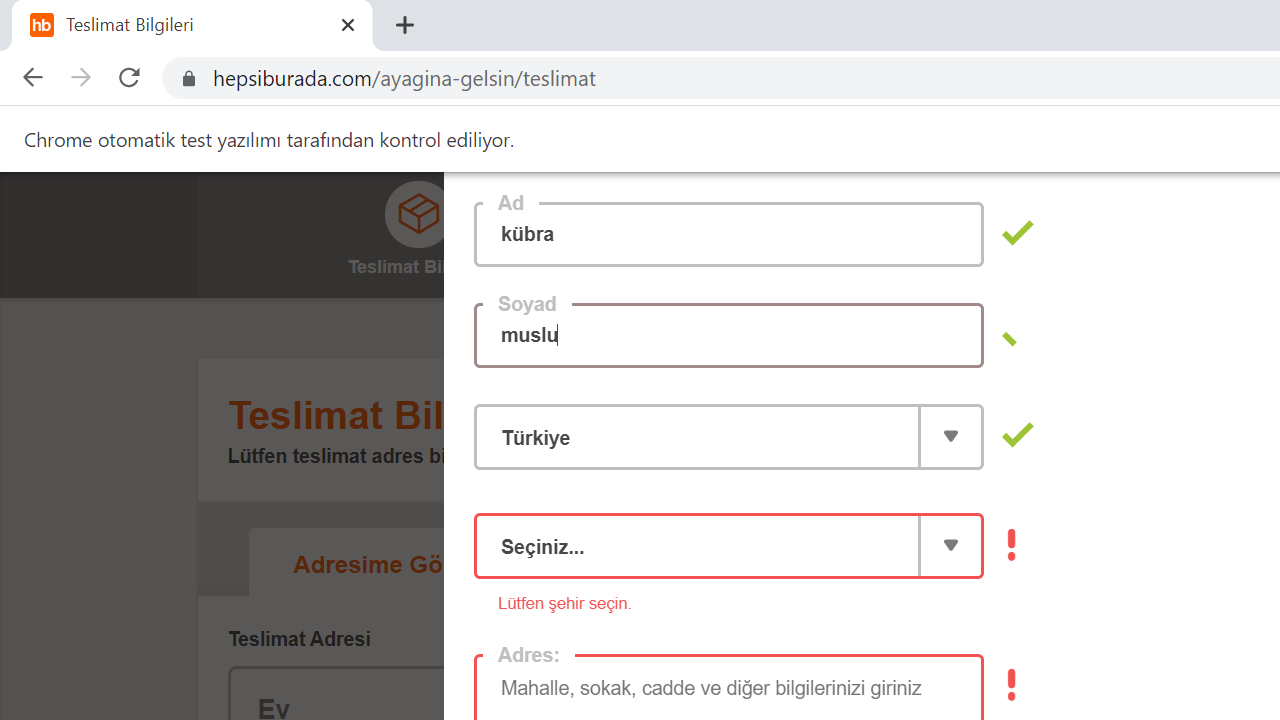 hb Teslimat Bilgileri
hepsiburada.com/ayagina-gelsin/teslimat
Chrome otomatik test yazılımı tarafından kontrol ediliyor.
Teslimat Bil
Teslimat Bil
Lütfen teslimat adres bi
Adresime Gö
Teslimat Adresi
Ev
Ad
kübra
Soyad
muslu
Türkiye
Seçiniz...
Lütfen şehir seçin.
Adres:
Mahalle, sokak, cadde ve diğer bilgilerinizi giriniz